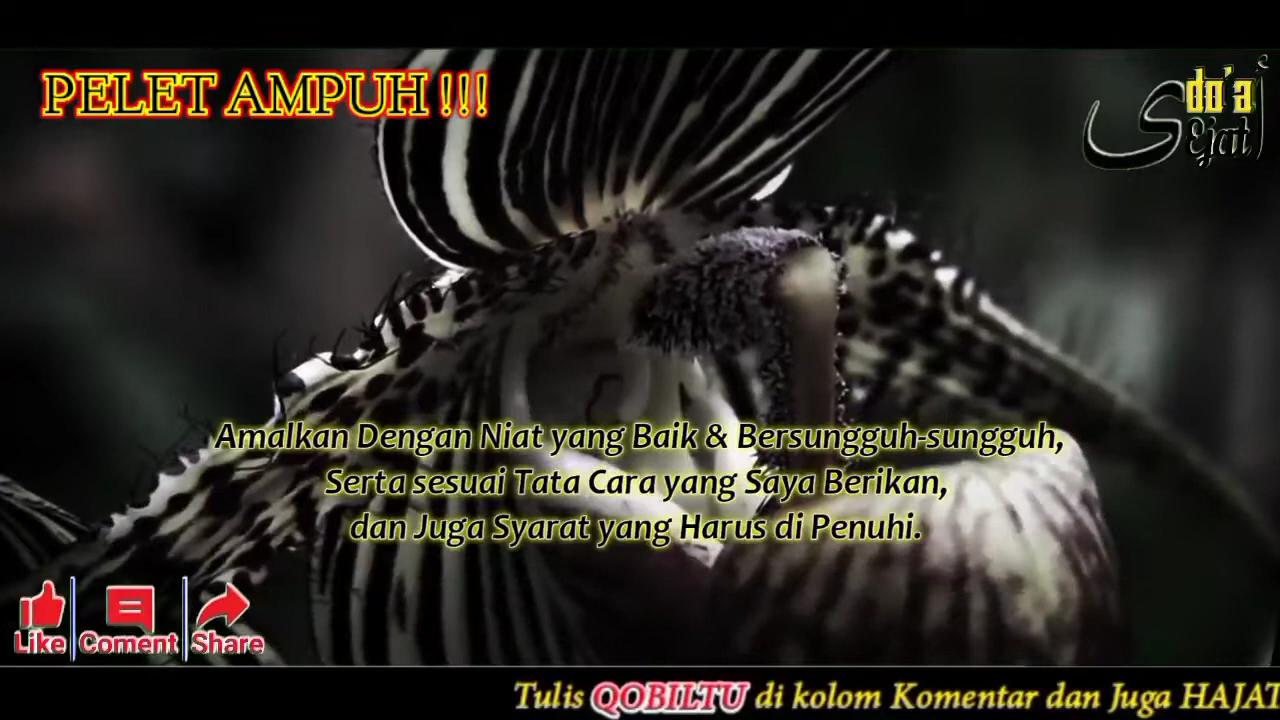 PELET AMPUH !!!
do'a
Sejati
Amalkan Dengan Niat yang Baik & Bersungguh-sungguh,
Serta sesuai Tata Cara yang Saya Berikan,
dan Juga Syarat yang Harus di Penuhi.
Like Coment Share
Tulis QOBILTU di kolom Komentar dan Juga HAJAT